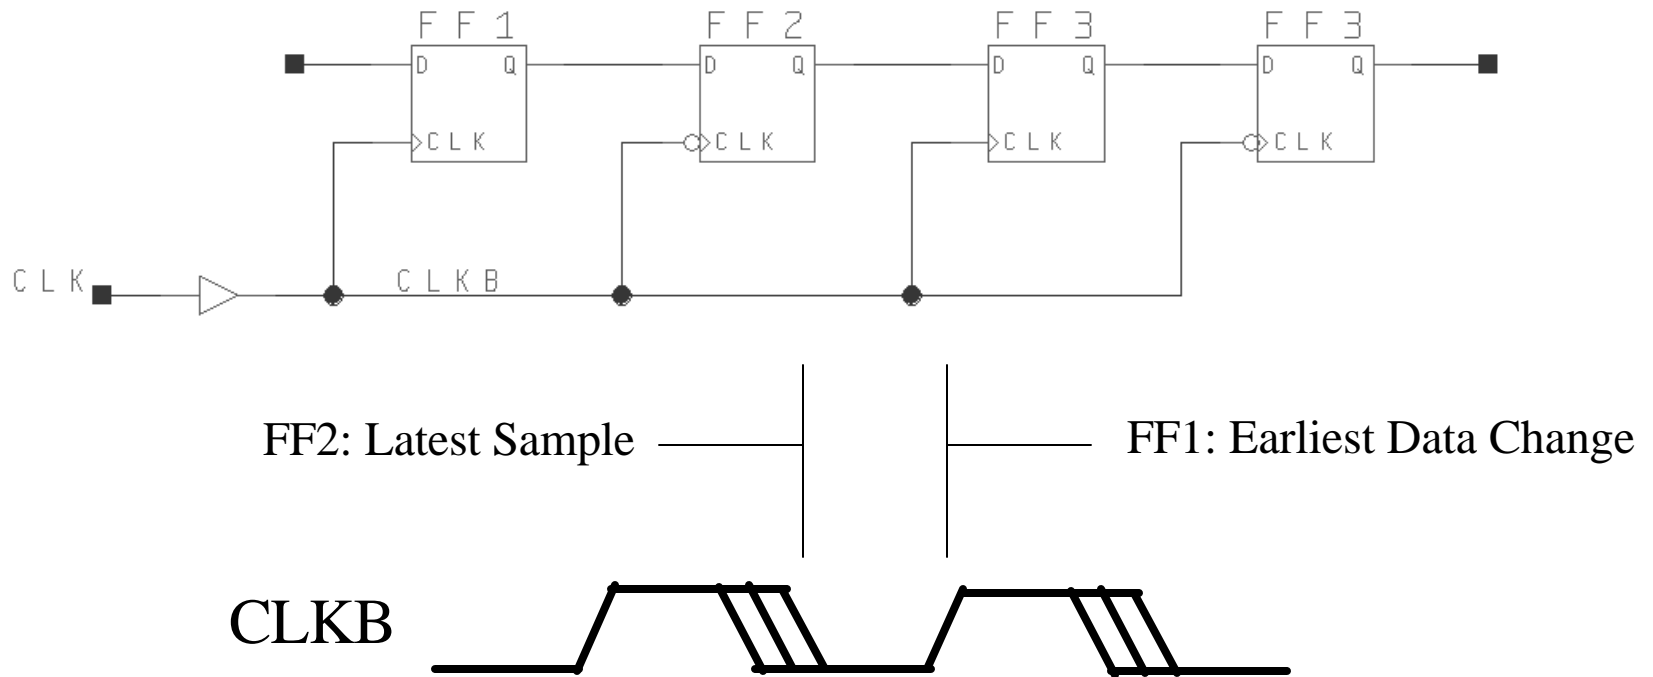 FF1 FF2 FF3 FF3
D Q D Q D Q D Q
CLK CLK CLK CLK
CLK CLKB
FF2: Latest Sample FF1: Earliest Data Change
CLKB